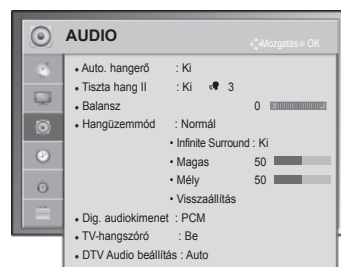 AUDIO
Mozgatás OK
• Auto. hangerő : Ki
• Tiszta hang II : Ki 3
• Balansz 0
• Hangüzemmód : Normál
• Infinite Surround : Ki
• Magas 50
• Mély 50
• Visszaállítás
• Dig. audiokimenet : PCM
• TV-hangszóró : Be
• DTV Audio beállítás : Auto